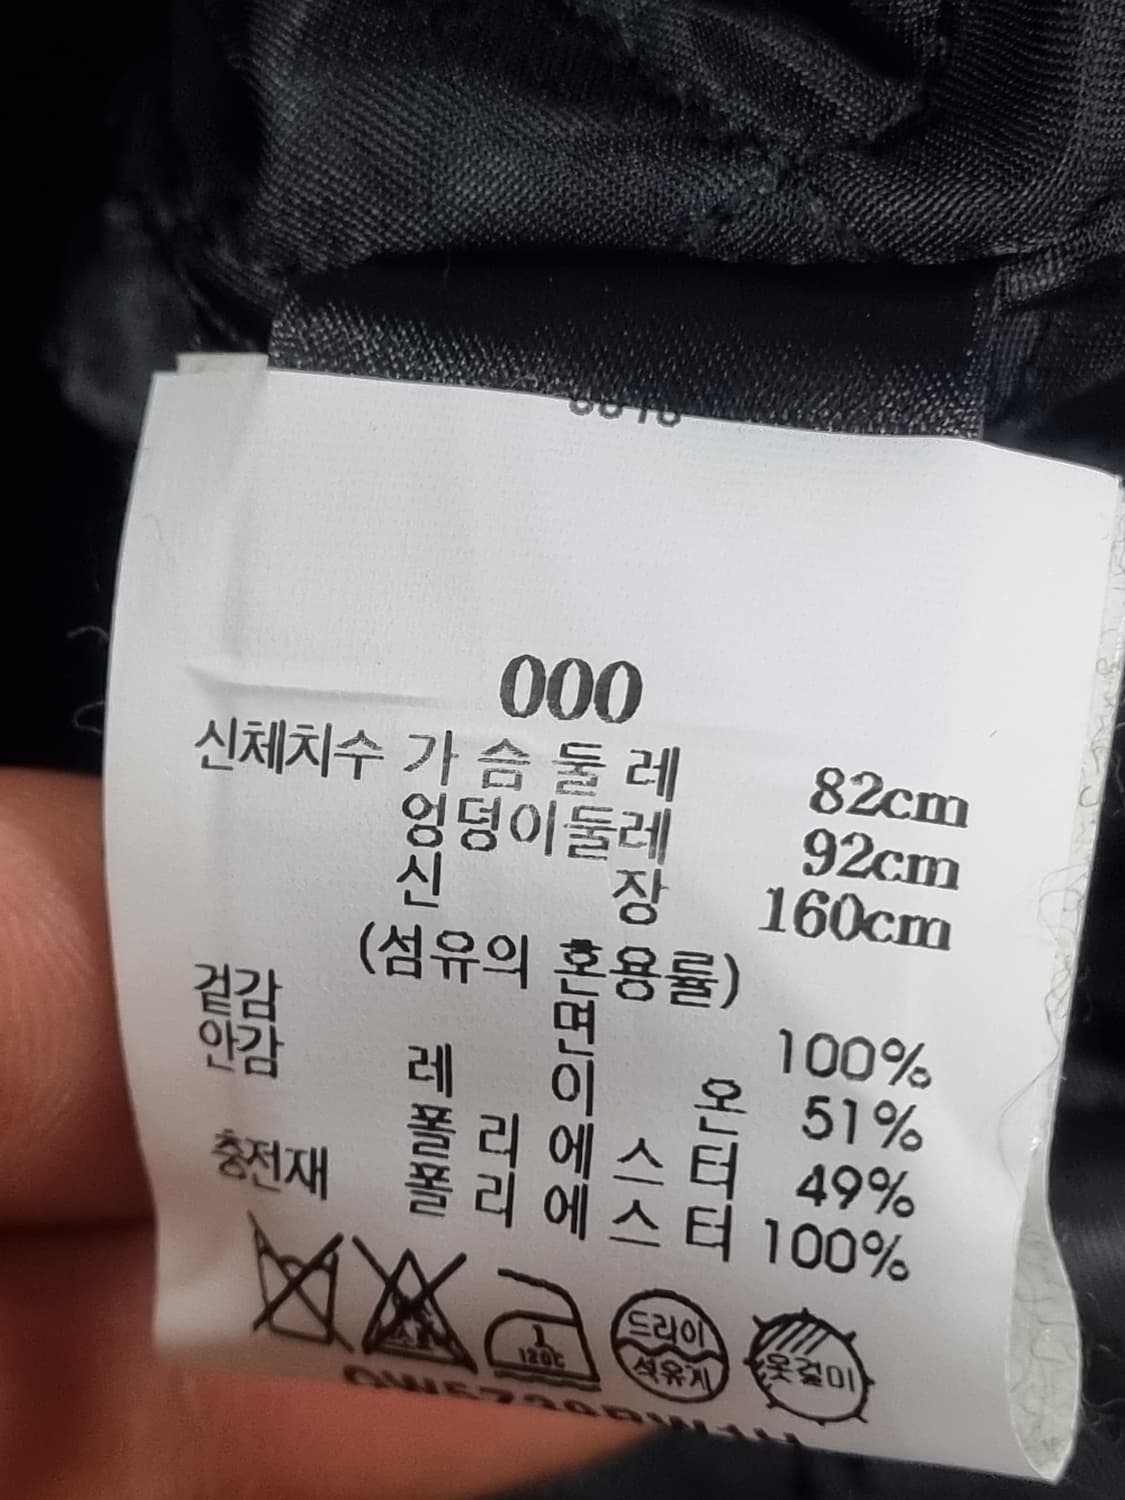 000
신체치수 가슴둘레 82cm
엉덩이둘레 92cm
신장 160cm
(섬유의 혼용률)
겉감 면 100%
안감 레이온 51%
폴리에스터 49%
충전재 폴리에스터 100%
1 120℃
드라이 석유계
옷걸이